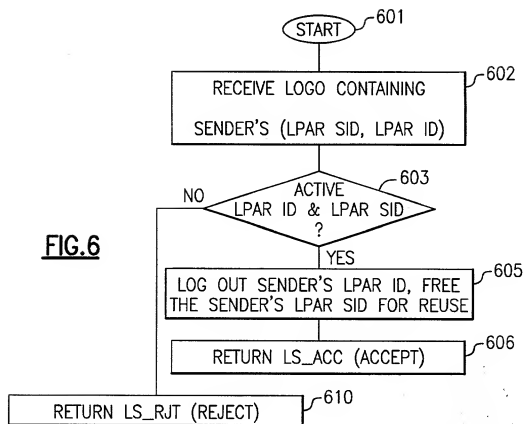 START
601
RECEIVE LOGO CONTAINING
SENDER'S (LPAR SID, LPAR ID)
602
ACTIVE
LPAR ID & LPAR SID
?
603
NO
YES
FIG.6
LOG OUT SENDER'S LPAR ID, FREE
THE SENDER'S LPAR SID FOR REUSE
605
RETURN LS_ACC (ACCEPT)
606
RETURN LS_RJT (REJECT)
610